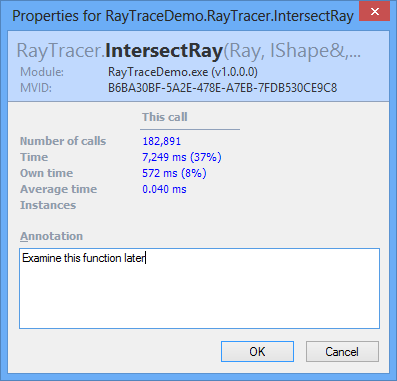 Properties for RayTraceDemo.RayTracer.IntersectRay
RayTracer.IntersectRay(Ray, IShape&,...
Module: RayTraceDemo.exe (v1.0.0.0)
MVID: B6BA30BF-5A2E-478E-A7EB-7FDB530CE9C8
This call
Number of calls 182,891
Time 7,249 ms (37%)
Own time 572 ms (8%)
Average time 0.040 ms
Instances
Annotation
Examine this function later
OK Cancel